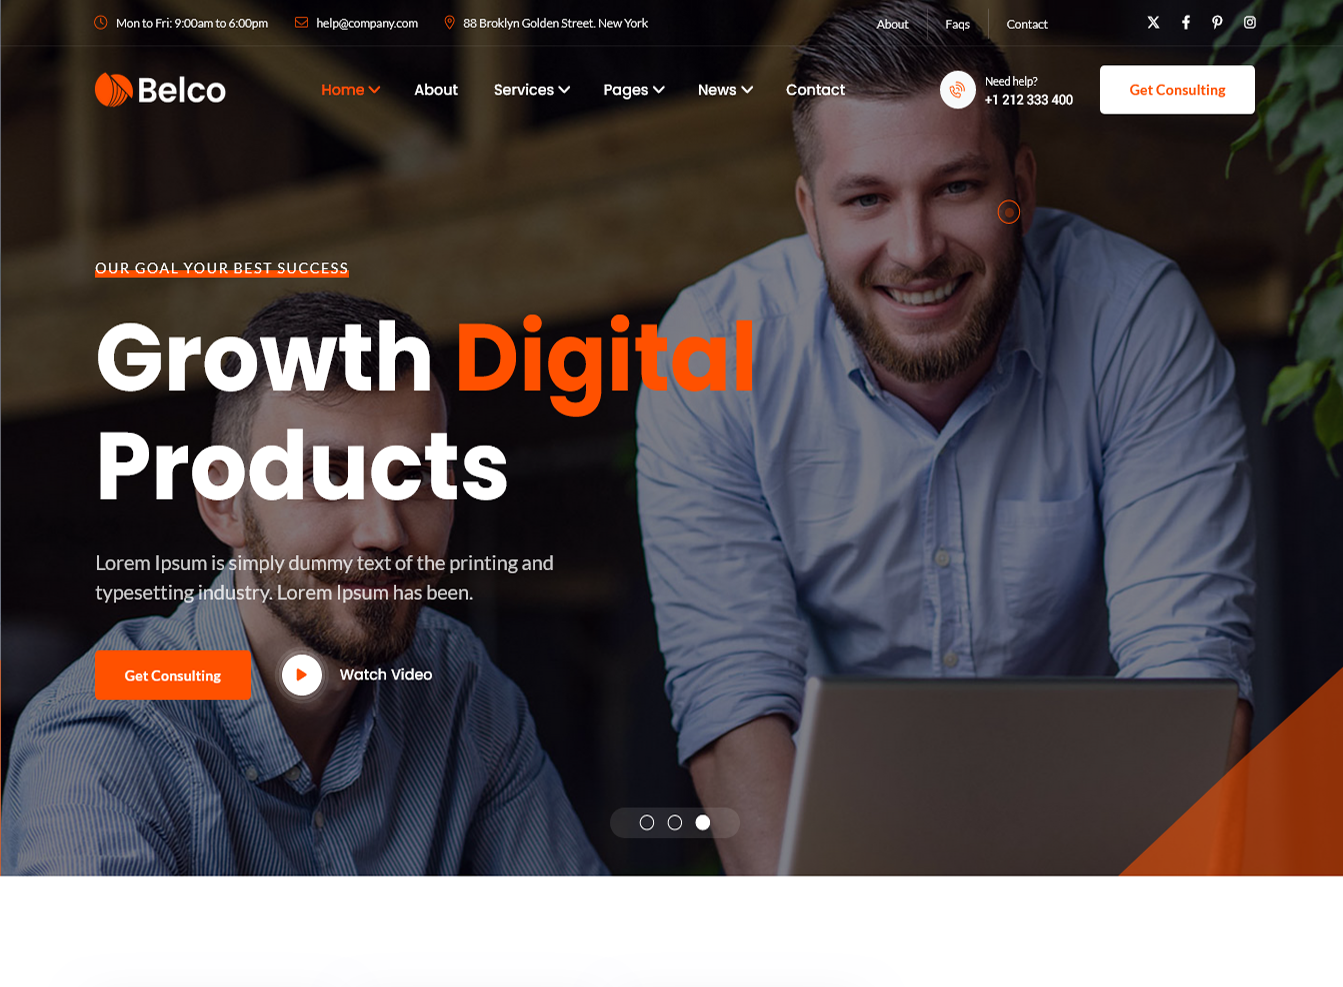 Mon to Fri: 9:00am to 6:00pm
help@company.com
88 Broklyn Golden Street. New York
About
Faqs
Contact
Belco
Home
About
Services
Pages
News
Contact
Need help?
+1 212 333 400
Get Consulting
OUR GOAL YOUR BEST SUCCESS
Growth Digital
Products
Lorem Ipsum is simply dummy text of the printing and
typesetting industry. Lorem Ipsum has been.
Get Consulting
Watch Video